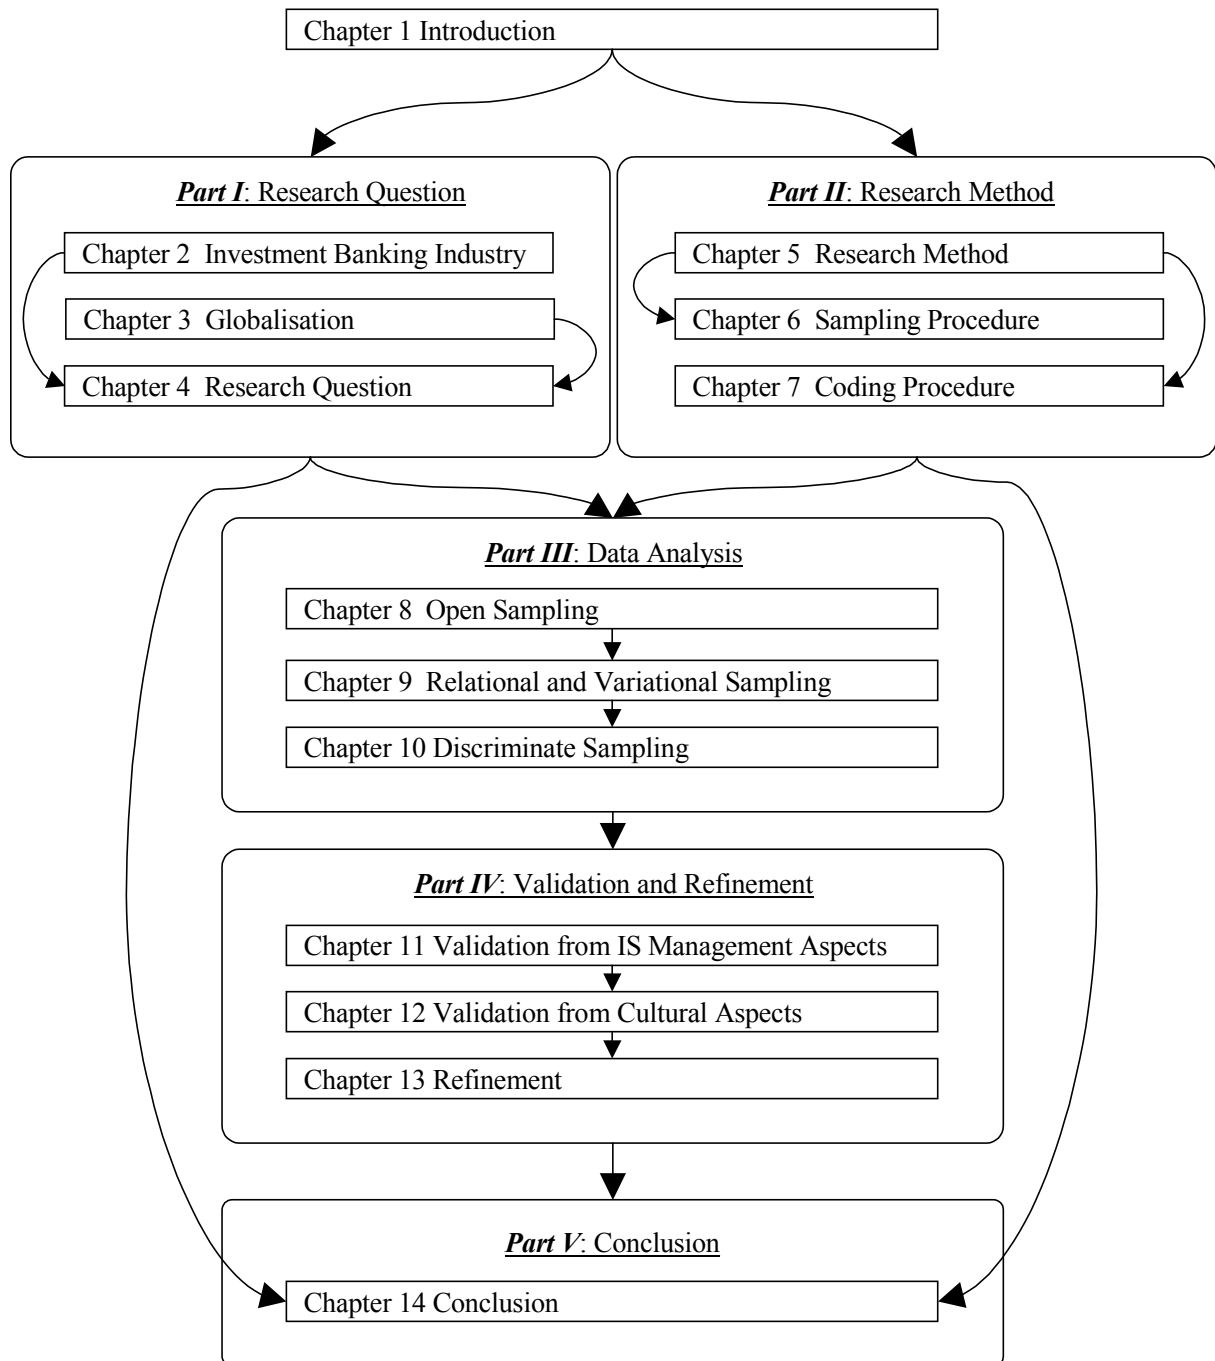 Chapter 1 Introduction
Part I: Research Question
Chapter 2 Investment Banking Industry
Chapter 3 Globalisation
Chapter 4 Research Question
Part II: Research Method
Chapter 5 Research Method
Chapter 6 Sampling Procedure
Chapter 7 Coding Procedure
Part III: Data Analysis
Chapter 8 Open Sampling
Chapter 9 Relational and Variational Sampling
Chapter 10 Discriminate Sampling
Part IV: Validation and Refinement
Chapter 11 Validation from IS Management Aspects
Chapter 12 Validation from Cultural Aspects
Chapter 13 Refinement
Part V: Conclusion
Chapter 14 Conclusion